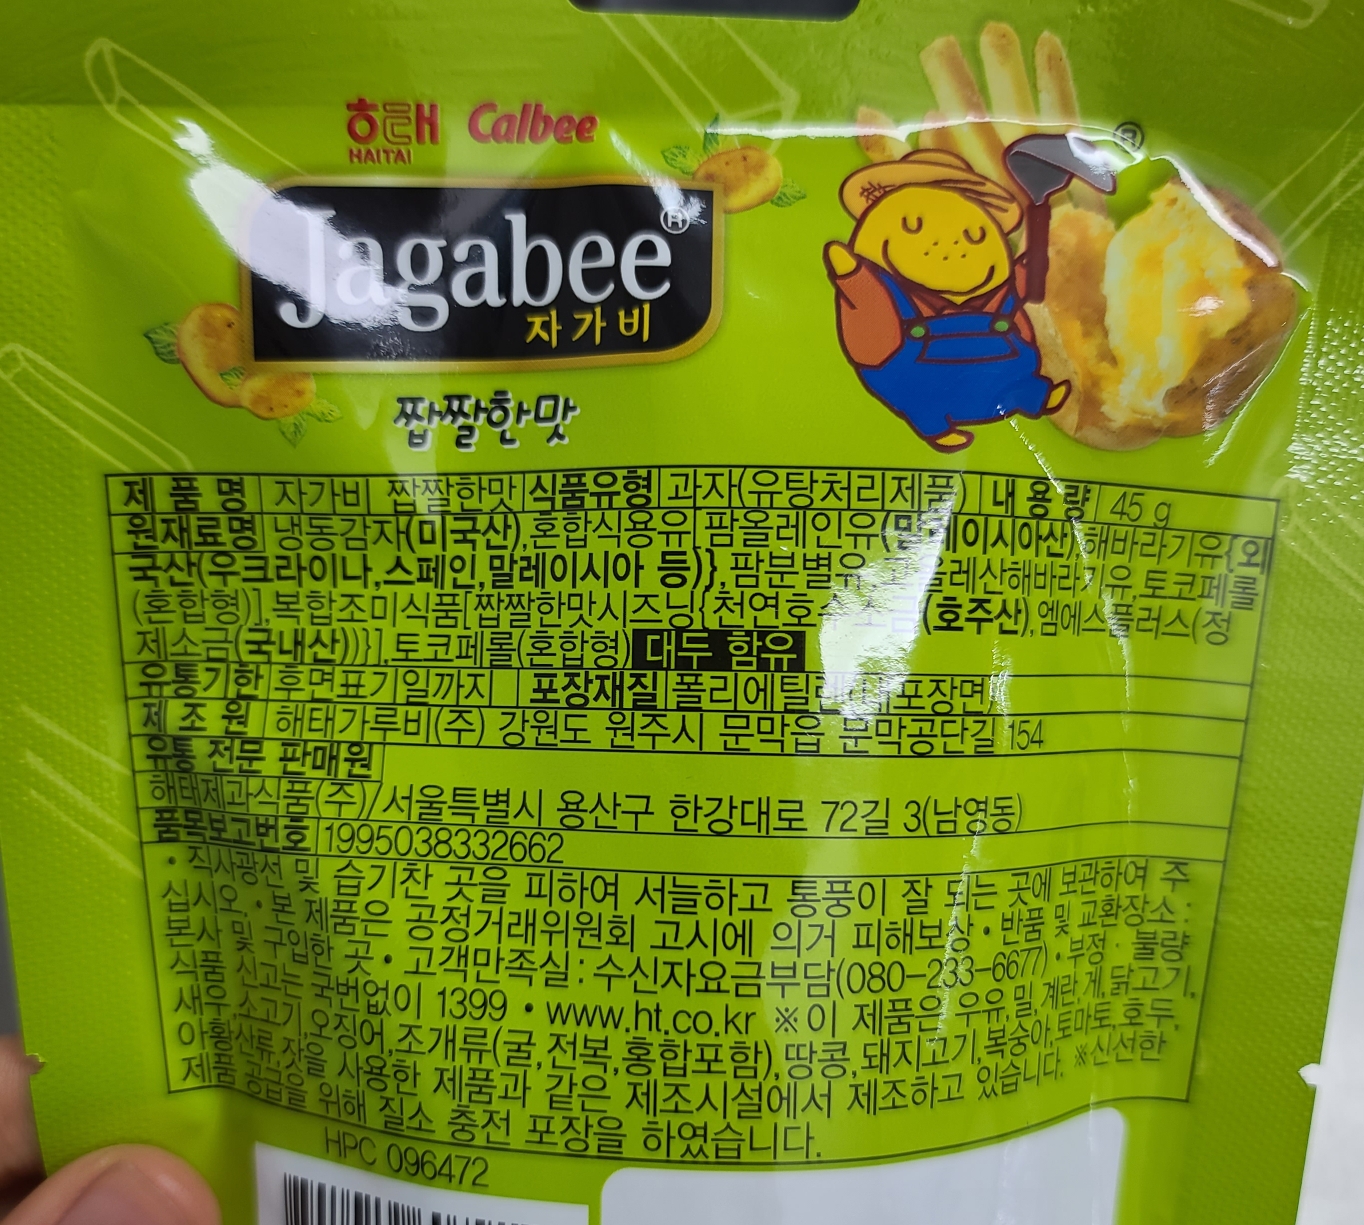 해태 Calbee
HAITAI
Jagabee®
자가비
짭짤한맛
®
제 품 명 자가비 짭짤한맛 식품유형 과자(유탕처리제품) 내 용 량 45 g
원재료명 냉동감자(미국산),혼합식용유[팜올레인유(말레이시아산),해바라기유{외
국산(우크라이나,스페인,말레이시아 등)},팜분별유, 해바라기유,토코페롤
(혼합형)],복합조미식품[짭짤한맛시즈닝{천연호수소금(호주산),엠에스플러스(정
제소금(국내산))}],토코페롤(혼합형) 대두 함유
유통기한 후면표기일까지 포장재질 폴리에틸렌(내포장면)
제 조 원 해태가루비(주) 강원도 원주시 문막읍 문막공단길 154
유통 전문 판매원
해태제과식품(주)/서울특별시 용산구 한강대로 72길 3(남영동)
품목보고번호 1995038332662
• 직사광선 및 습기찬 곳을 피하여 서늘하고 통풍이 잘 되는 곳에 보관하여 주
십시오. • 본 제품은 공정거래위원회 고시에 의거 피해보상 • 반품 및 교환장소 :
본사 및 구입한 곳 • 고객만족실 : 수신자요금부담(080-233-6677) • 부정 · 불량
식품 신고는 국번없이 1399 • www.ht.co.kr ※이 제품은 우유,밀,계란,게,닭고기,
새우,소고기,오징어,조개류(굴,전복,홍합포함),땅콩,돼지고기,복숭아,토마토,호두,
아황산류,잣을 사용한 제품과 같은 제조시설에서 제조하고 있습니다. ※신선한
제품 공급을 위해 질소 충전 포장을 하였습니다.
HPC 096472